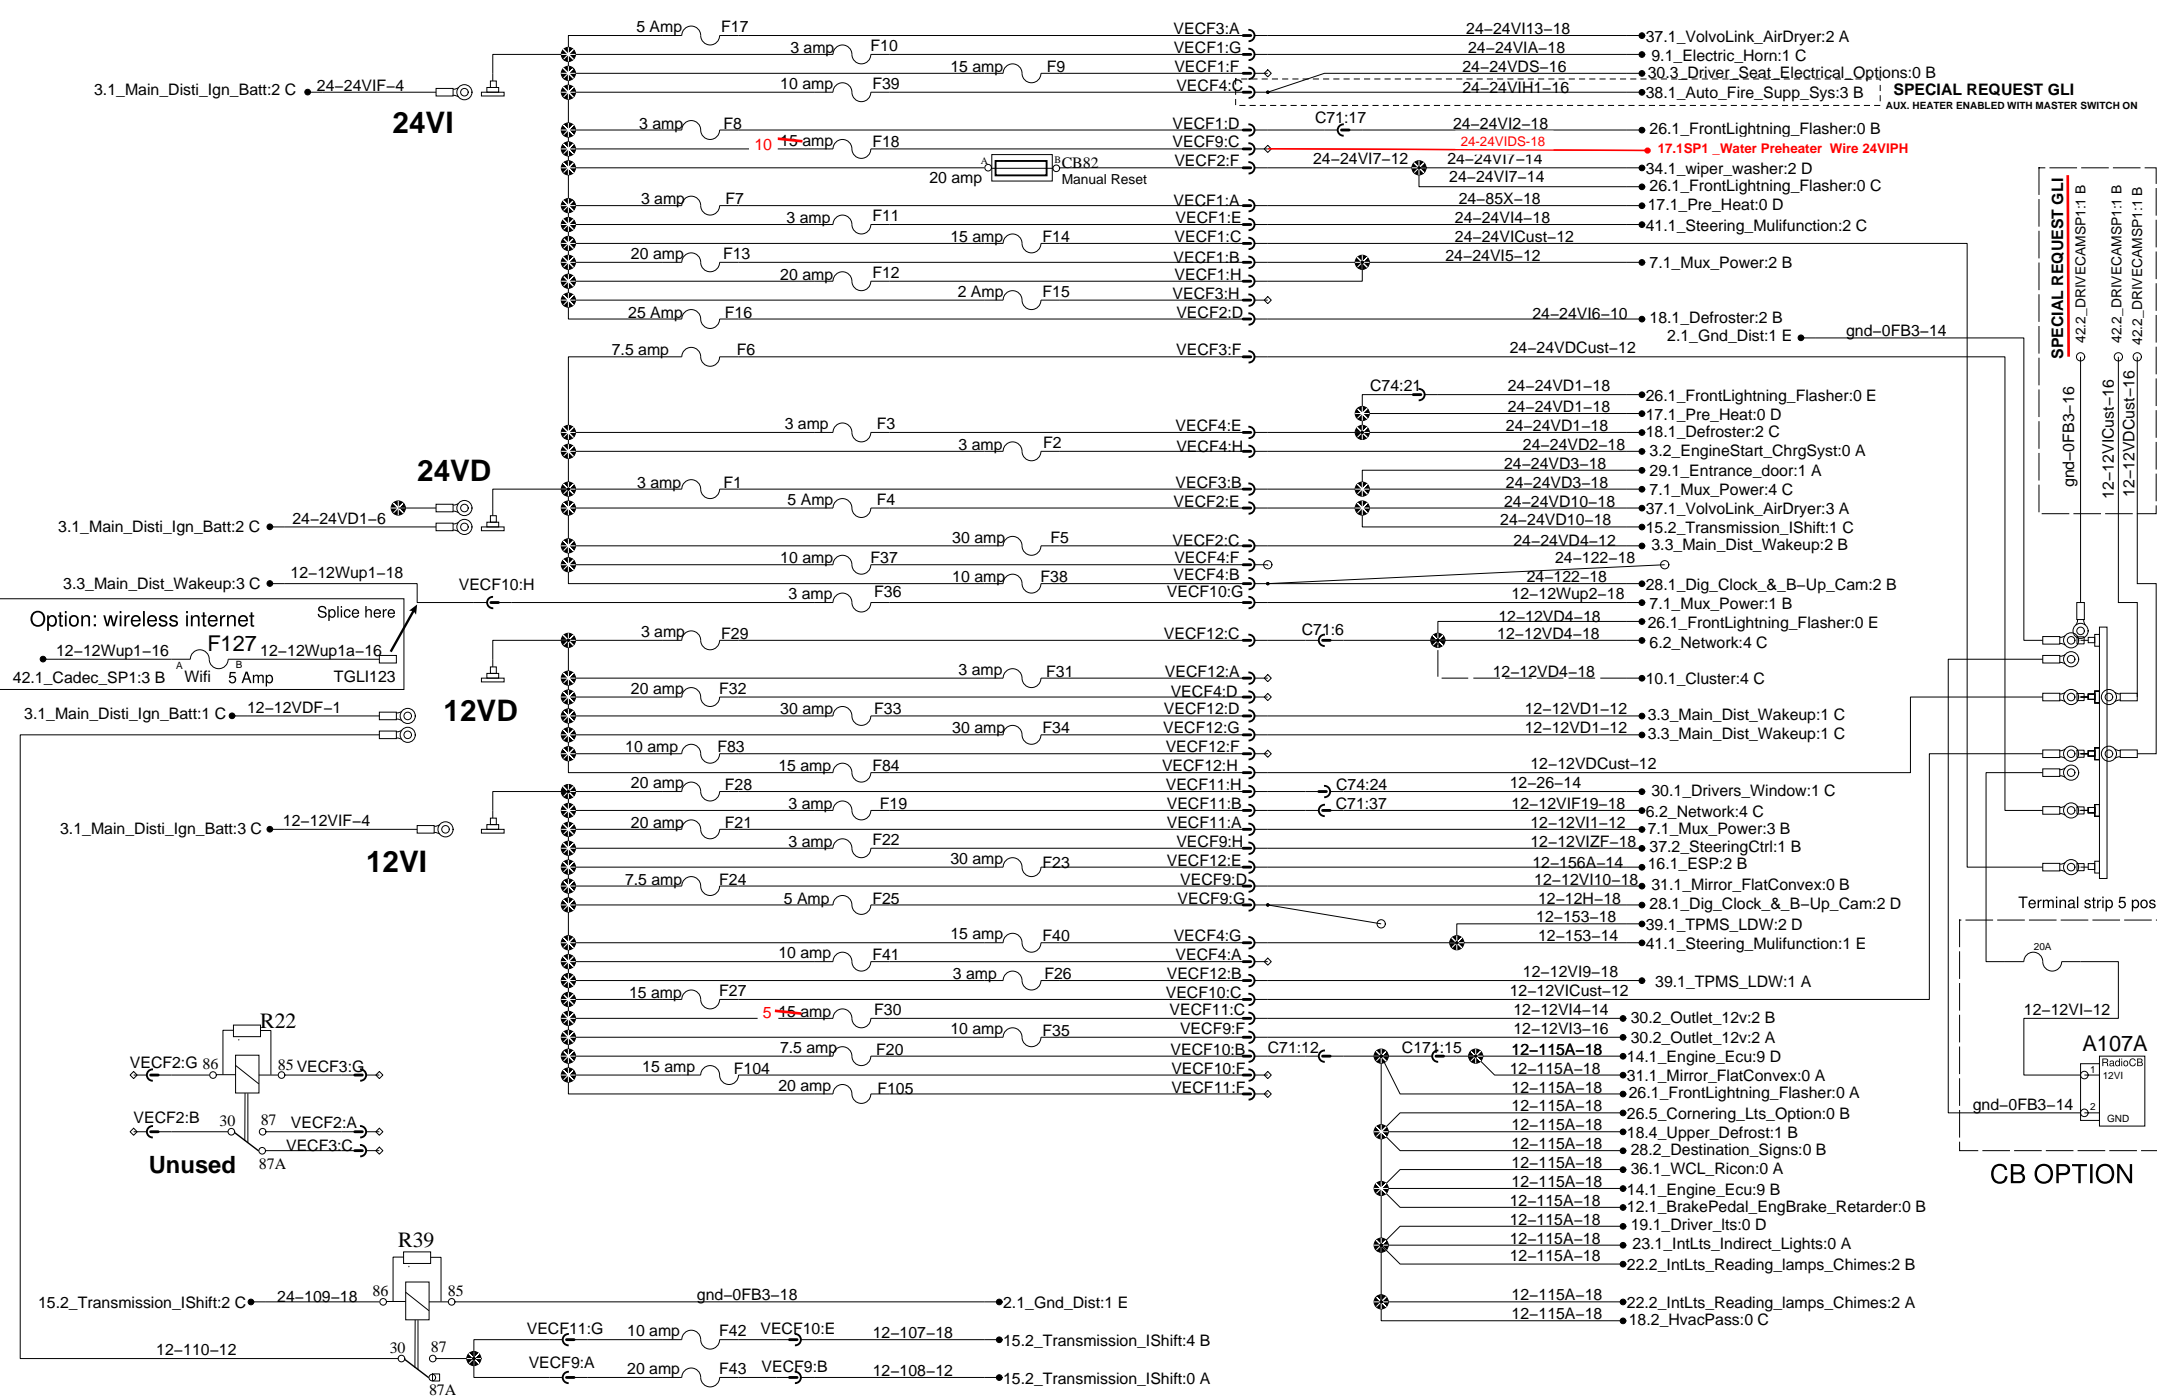 5 Amp F17 VECF3:A 24-24VI13-18 37.1_VolvoLink_AirDryer:2 A
3 amp F10 VECF1:G 24-24VIA-18 9.1_Electric_Horn:1 C
15 amp F9 VECF1:F 24-24VDS-16 30.3_Driver_Seat_Electrical_Options:0 B
3.1_Main_Disti_Ign_Batt:2 C 24-24VIF-4 10 amp F39 VECF4:C 24-24VIH1-16 38.1_Auto_Fire_Supp_Sys:3 B SPECIAL REQUEST GLI
AUX. HEATER ENABLED WITH MASTER SWITCH ON
24VI
3 amp F8 VECF1:D C71:17 24-24VI2-18 26.1_FrontLightning_Flasher:0 B
10 15 amp F18 VECF9:C 24-24VIDS-18 17.1SP1 _Water Preheater Wire 24VIPH
20 amp A B CB82 VECF2:F 24-24VI7-12 24-24VI7-14 34.1_wiper_washer:2 D
Manual Reset 24-24VI7-14 26.1_FrontLightning_Flasher:0 C
3 amp F7 VECF1:A 24-85X-18 17.1_Pre_Heat:0 D
3 amp F11 VECF1:E 24-24VI4-18 41.1_Steering_Mulifunction:2 C
15 amp F14 VECF1:C 24-24VICust-12
20 amp F13 VECF1:B 24-24VI5-12 7.1_Mux_Power:2 B
20 amp F12 VECF1:H
2 Amp F15 VECF3:H
25 Amp F16 VECF2:D 24-24VI6-10 18.1_Defroster:2 B
2.1_Gnd_Dist:1 E gnd-0FB3-14
7.5 amp F6 VECF3:F 24-24VDCust-12
SPECIAL REQUEST GLI
42.2_DRIVECAMSP1:1 B
42.2_DRIVECAMSP1:1 B
42.2_DRIVECAMSP1:1 B
gnd-0FB3-16
12-12VICust-16
12-12VDCust-16
C74:21 24-24VD1-18 26.1_FrontLightning_Flasher:0 E
24-24VD1-18 17.1_Pre_Heat:0 D
3 amp F3 VECF4:E 24-24VD1-18 18.1_Defroster:2 C
3 amp F2 VECF4:H 24-24VD2-18 3.2_EngineStart_ChrgSyst:0 A
24VD
24-24VD3-18 29.1_Entrance_door:1 A
3 amp F1 VECF3:B 24-24VD3-18 7.1_Mux_Power:4 C
5 Amp F4 VECF2:E 24-24VD10-18 37.1_VolvoLink_AirDryer:3 A
3.1_Main_Disti_Ign_Batt:2 C 24-24VD1-6 24-24VD10-18 15.2_Transmission_IShift:1 C
30 amp F5 VECF2:C 24-24VD4-12 3.3_Main_Dist_Wakeup:2 B
10 amp F37 VECF4:F 24-122-18
3.3_Main_Dist_Wakeup:3 C 12-12Wup1-18 VECF10:H 10 amp F38 VECF4:B 24-122-18 28.1_Dig_Clock_&_B-Up_Cam:2 B
3 amp F36 VECF10:G 12-12Wup2-18 7.1_Mux_Power:1 B
Option: wireless internet Splice here
12-12Wup1-16 A F127 B 12-12Wup1a-16
42.1_Cadec_SP1:3 B Wifi 5 Amp TGLI123
12-12VD4-18 26.1_FrontLightning_Flasher:0 E
3 amp F29 VECF12:C C71:6 12-12VD4-18 6.2_Network:4 C
3 amp F31 VECF12:A 12-12VD4-18 10.1_Cluster:4 C
20 amp F32 VECF4:D
12VD
3.1_Main_Disti_Ign_Batt:1 C 12-12VDF-1 30 amp F33 VECF12:D 12-12VD1-12 3.3_Main_Dist_Wakeup:1 C
30 amp F34 VECF12:G 12-12VD1-12 3.3_Main_Dist_Wakeup:1 C
10 amp F83 VECF12:F
15 amp F84 VECF12:H 12-12VDCust-12
20 amp F28 VECF11:H C74:24 12-26-14 30.1_Drivers_Window:1 C
3 amp F19 VECF11:B C71:37 12-12VIF19-18 6.2_Network:4 C
3.1_Main_Disti_Ign_Batt:3 C 12-12VIF-4 20 amp F21 VECF11:A 12-12VI1-12 7.1_Mux_Power:3 B
3 amp F22 VECF9:H 12-12VIZF-18 37.2_SteeringCtrl:1 B
12VI
30 amp F23 VECF12:E 12-156A-14 16.1_ESP:2 B
7.5 amp F24 VECF9:D 12-12VI10-18 31.1_Mirror_FlatConvex:0 B
5 Amp F25 VECF9:G 12-12H-18 28.1_Dig_Clock_&_B-Up_Cam:2 D
Terminal strip 5 pos
12-153-18 39.1_TPMS_LDW:2 D
15 amp F40 VECF4:G 12-153-14 41.1_Steering_Mulifunction:1 E
10 amp F41 VECF4:A
3 amp F26 VECF12:B 12-12VI9-18 39.1_TPMS_LDW:1 A
15 amp F27 VECF10:C 12-12VICust-12
5 15 amp F30 VECF11:C 12-12VI4-14 30.2_Outlet_12v:2 B
10 amp F35 VECF9:F 12-12VI3-16 30.2_Outlet_12v:2 A
7.5 amp F20 VECF10:B C71:12 C171:15 12-115A-18 14.1_Engine_Ecu:9 D
15 amp F104 VECF10:F 12-115A-18 31.1_Mirror_FlatConvex:0 A
20 amp F105 VECF11:F 12-115A-18 26.1_FrontLightning_Flasher:0 A
12-115A-18 26.5_Cornering_Lts_Option:0 B
12-115A-18 18.4_Upper_Defrost:1 B
12-115A-18 28.2_Destination_Signs:0 B
12-115A-18 36.1_WCL_Ricon:0 A
12-115A-18 14.1_Engine_Ecu:9 B
12-115A-18 12.1_BrakePedal_EngBrake_Retarder:0 B
12-115A-18 19.1_Driver_lts:0 D
12-115A-18 23.1_IntLts_Indirect_Lights:0 A
12-115A-18 22.2_IntLts_Reading_lamps_Chimes:2 B
12-115A-18 22.2_IntLts_Reading_lamps_Chimes:2 A
12-115A-18 18.2_HvacPass:0 C
20A
12-12VI-12
A107A
RadioCB
1 12VI
gnd-0FB3-14 2 GND
CB OPTION
R22
VECF2:G 86 85 VECF3:G
VECF2:B 30 87 VECF2:A
VECF3:C
Unused 87A
R39
15.2_Transmission_IShift:2 C 24-109-18 86 85 gnd-0FB3-18 2.1_Gnd_Dist:1 E
VECF11:G 10 amp F42 VECF10:E 12-107-18 15.2_Transmission_IShift:4 B
12-110-12 30 87
VECF9:A 20 amp F43 VECF9:B 12-108-12 15.2_Transmission_IShift:0 A
87A